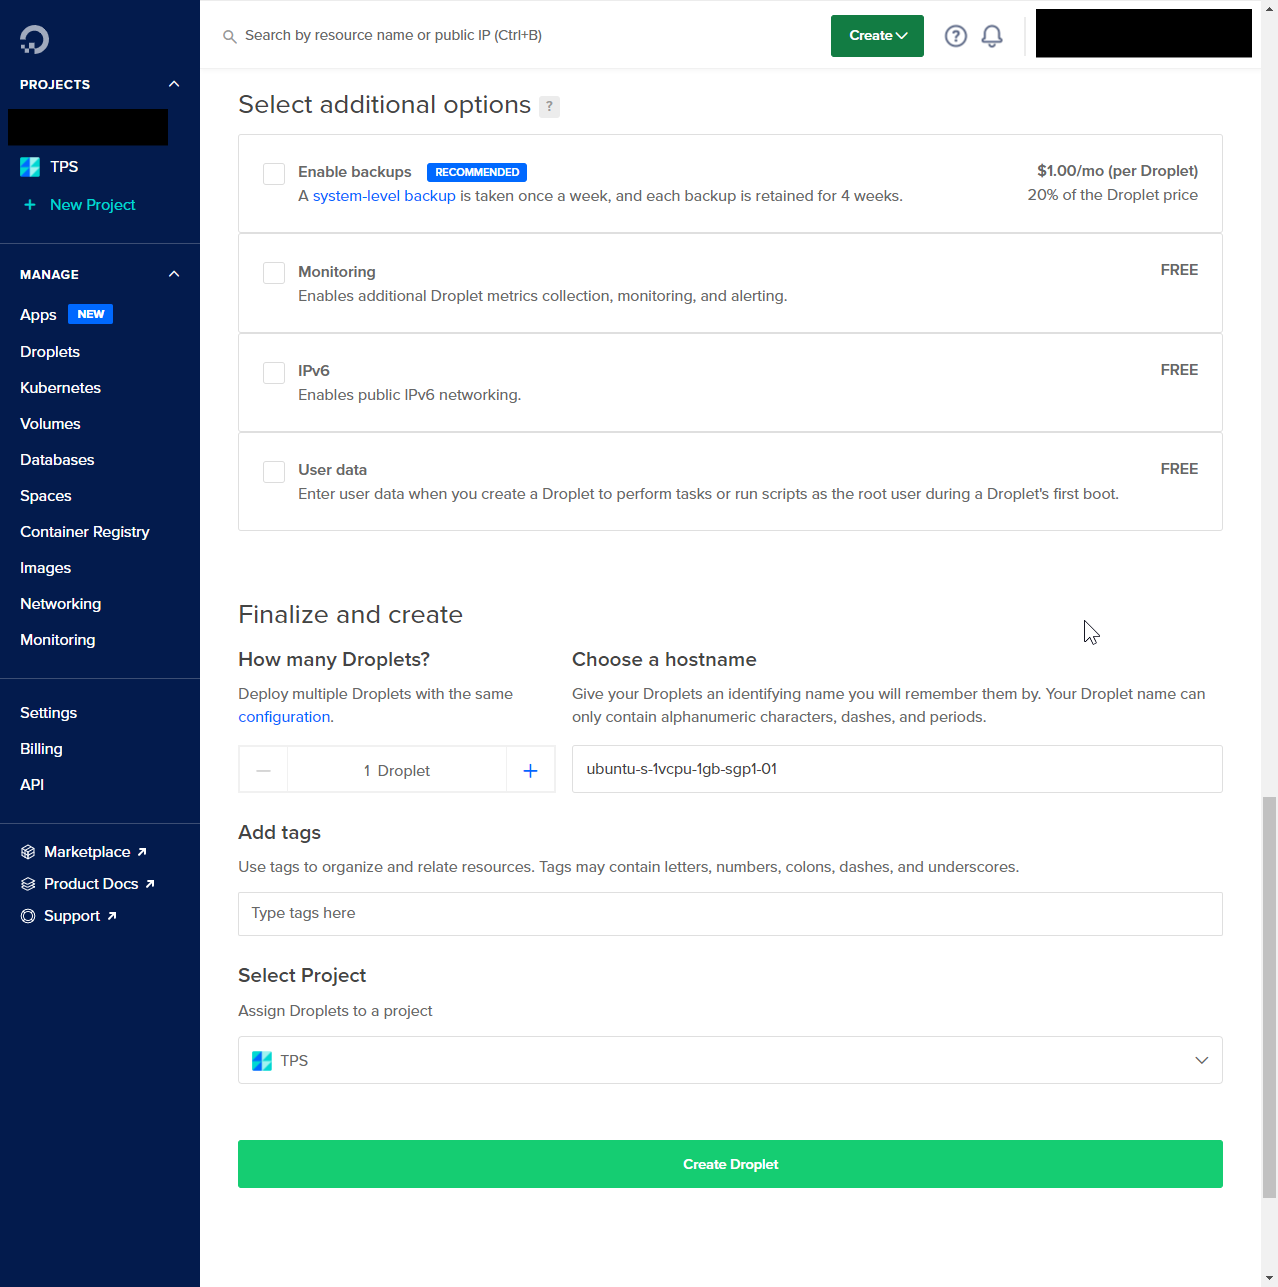 PROJECTS
TPS
+ New Project
MANAGE
Apps NEW
Droplets
Kubernetes
Volumes
Databases
Spaces
Container Registry
Images
Networking
Monitoring
Settings
Billing
API
Marketplace
Product Docs
Support
Search by resource name or public IP (Ctrl+B)
Create
?
Select additional options ?
Enable backups RECOMMENDED $1.00/mo (per Droplet)
A system-level backup is taken once a week, and each backup is retained for 4 weeks. 20% of the Droplet price
Monitoring FREE
Enables additional Droplet metrics collection, monitoring, and alerting.
IPv6 FREE
Enables public IPv6 networking.
User data FREE
Enter user data when you create a Droplet to perform tasks or run scripts as the root user during a Droplet's first boot.
Finalize and create
How many Droplets?
Deploy multiple Droplets with the same
configuration.
1 Droplet
Choose a hostname
Give your Droplets an identifying name you will remember them by. Your Droplet name can
only contain alphanumeric characters, dashes, and periods.
ubuntu-s-1vcpu-1gb-sgp1-01
Add tags
Use tags to organize and relate resources. Tags may contain letters, numbers, colons, dashes, and underscores.
Type tags here
Select Project
Assign Droplets to a project
TPS
Create Droplet